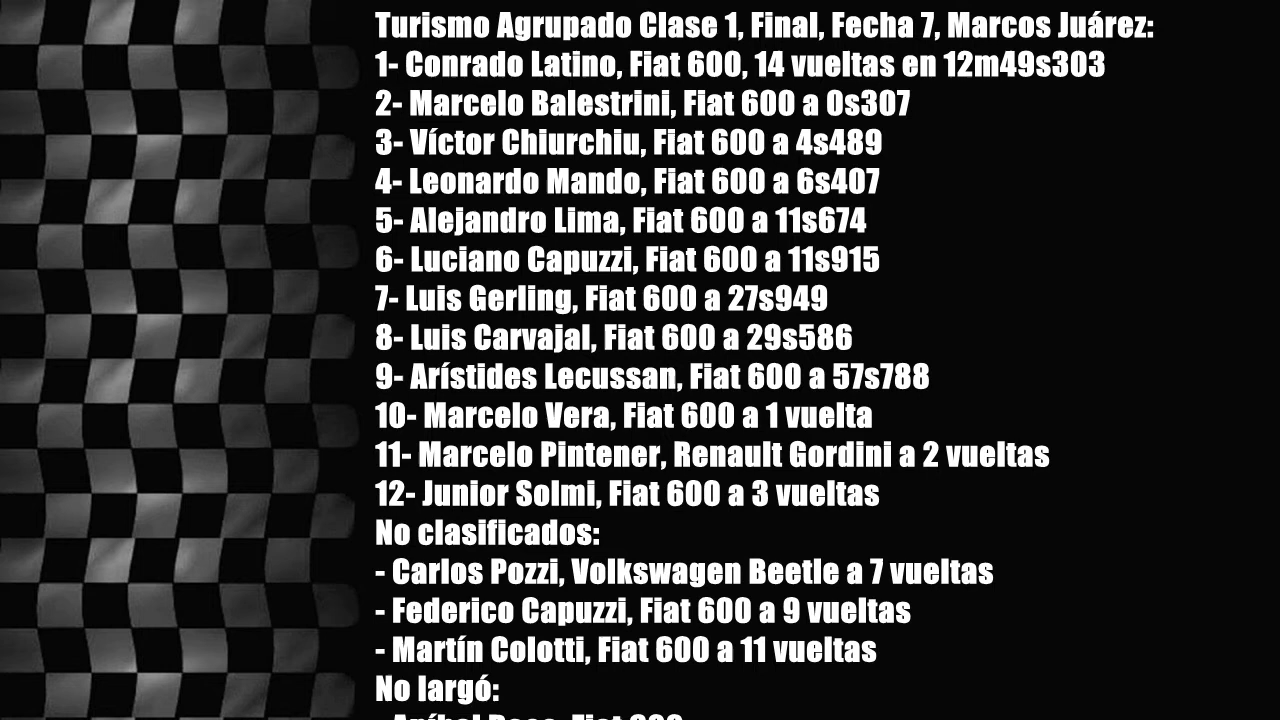 Turismo Agrupado Clase 1, Final, Fecha 7, Marcos Juárez:
1- Conrado Latino, Fiat 600, 14 vueltas en 12m49s303
2- Marcelo Balestrini, Fiat 600 a 0s307
3- Víctor Chiurchiu, Fiat 600 a 4s489
4- Leonardo Mando, Fiat 600 a 6s407
5- Alejandro Lima, Fiat 600 a 11s674
6- Luciano Capuzzi, Fiat 600 a 11s915
7- Luis Gerling, Fiat 600 a 27s949
8- Luis Carvajal, Fiat 600 a 29s586
9- Arístides Lecussan, Fiat 600 a 57s788
10- Marcelo Vera, Fiat 600 a 1 vuelta
11- Marcelo Pintener, Renault Gordini a 2 vueltas
12- Junior Solmi, Fiat 600 a 3 vueltas
No clasificados:
- Carlos Pozzi, Volkswagen Beetle a 7 vueltas
- Federico Capuzzi, Fiat 600 a 9 vueltas
- Martín Colotti, Fiat 600 a 11 vueltas
No largó: